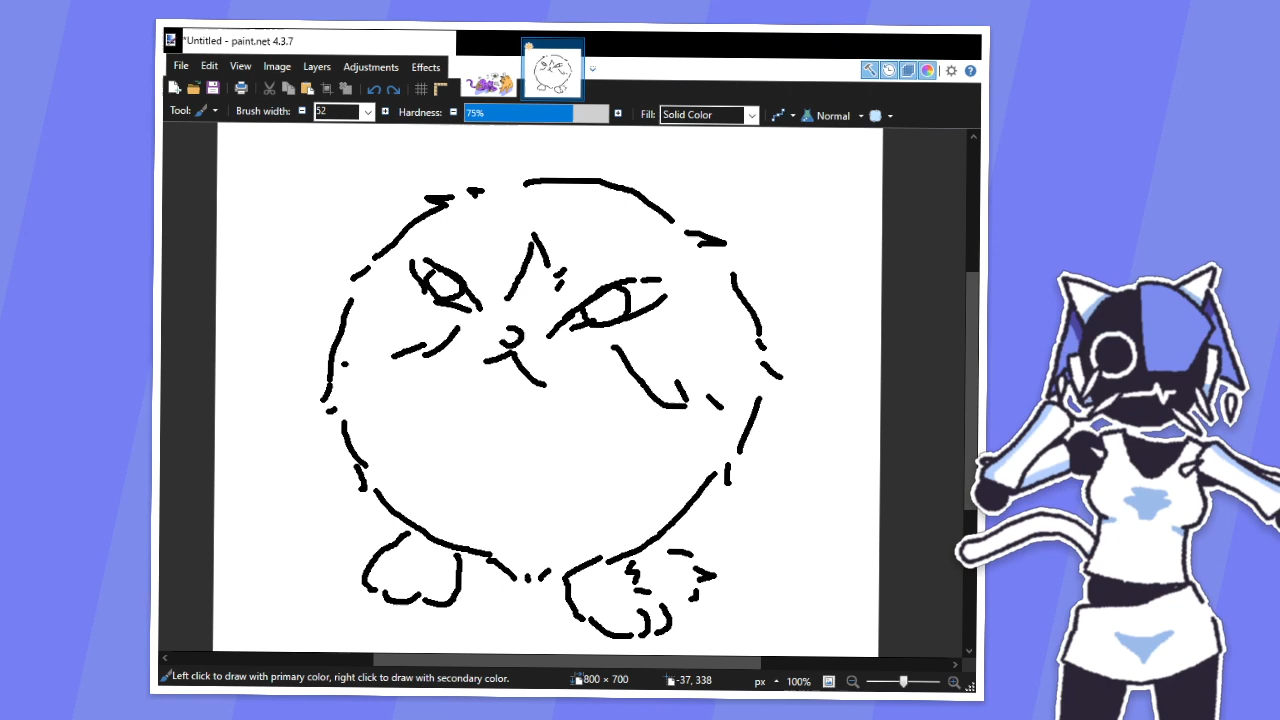 *Untitled - paint.net 4.3.7
File Edit View Image Layers Adjustments Effects
Tool: Brush width: 52 Hardness: 75% Fill: Solid Color Normal
Left click to draw with primary color, right click to draw with secondary color. 800 × 700 -37, 338 px 100%